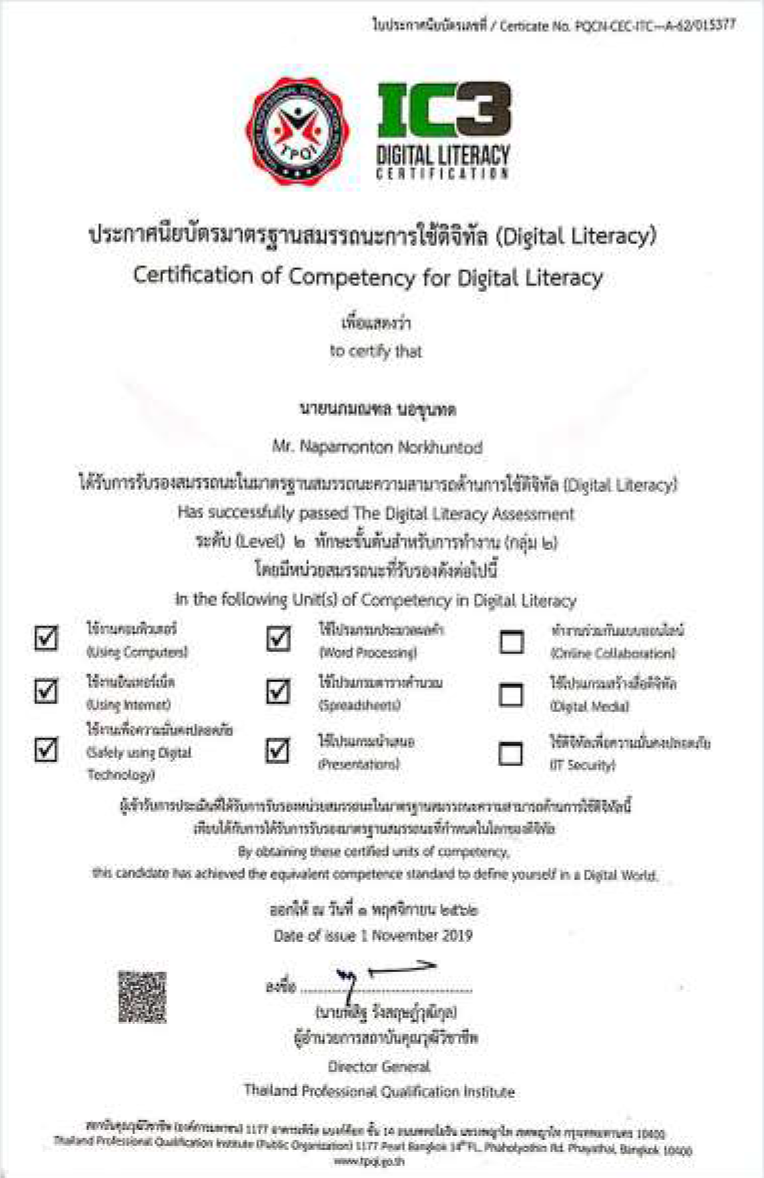 ใบประกาศนียบัตรเลขที่ / Certicate No. PQCN-CEC-ITC—A-62/015377
THAILAND PROFESSIONAL QUALIFICATION INSTITUTE
TPQI
IC3
DIGITAL LITERACY
CERTIFICATION
ประกาศนียบัตรมาตรฐานสมรรถนะการใช้ดิจิทัล (Digital Literacy)
Certification of Competency for Digital Literacy
เพื่อแสดงว่า
to certify that
นายนภมณฑล นอขุนทด
Mr. Napamonton Norkhuntod
ได้รับการรับรองสมรรถนะในมาตรฐานสมรรถนะความสามารถด้านการใช้ดิจิทัล (Digital Literacy)
Has successfully passed The Digital Literacy Assessment
ระดับ (Level) ๒ ทักษะขั้นต้นสำหรับการทำงาน (กลุ่ม ๒)
โดยมีหน่วยสมรรถนะที่รับรองดังต่อไปนี้
In the following Unit(s) of Competency in Digital Literacy
ใช้งานคอมพิวเตอร์
(Using Computers)
ใช้โปรแกรมประมวลผลคำ
(Word Processing)
ทำงานร่วมกันแบบออนไลน์
(Online Collaboration)
ใช้งานอินเทอร์เน็ต
(Using Internet)
ใช้โปรแกรมตารางคำนวณ
(Spreadsheets)
ใช้โปรแกรมสร้างสื่อดิจิทัล
(Digital Media)
ใช้งานเพื่อความมั่นคงปลอดภัย
(Safely using Digital
Technology)
ใช้โปรแกรมนำเสนอ
(Presentations)
ใช้ดิจิทัลเพื่อความมั่นคงปลอดภัย
(IT Security)
ผู้เข้ารับการประเมินที่ได้รับการรับรองหน่วยสมรรถนะในมาตรฐานสมรรถนะความสามารถด้านการใช้ดิจิทัลนี้
เทียบได้กับการได้รับการรับรองมาตรฐานสมรรถนะที่กำหนดในโลกของดิจิทัล
By obtaining these certified units of competency,
this candidate has achieved the equivalent competence standard to define yourself in a Digital World.
ออกให้ ณ วันที่ ๑ พฤศจิกายน ๒๕๖๒
Date of issue 1 November 2019
ลงชื่อ
(นายพิสิฐ รังสฤษฎ์วุฒิกุล)
ผู้อำนวยการสถาบันคุณวุฒิวิชาชีพ
Director General
Thailand Professional Qualification Institute
สถาบันคุณวุฒิวิชาชีพ (องค์การมหาชน) 1177 อาคารเพิร์ล แบงก์ค็อก ชั้น 14 ถนนพหลโยธิน แขวงพญาไท เขตพญาไท กรุงเทพมหานคร 10400
Thailand Professional Qualification Institute (Public Organization) 1177 Pearl Bangkok 14th FL, Phaholyothin Rd. Phayathai, Bangkok 10400
www.tpqi.go.th